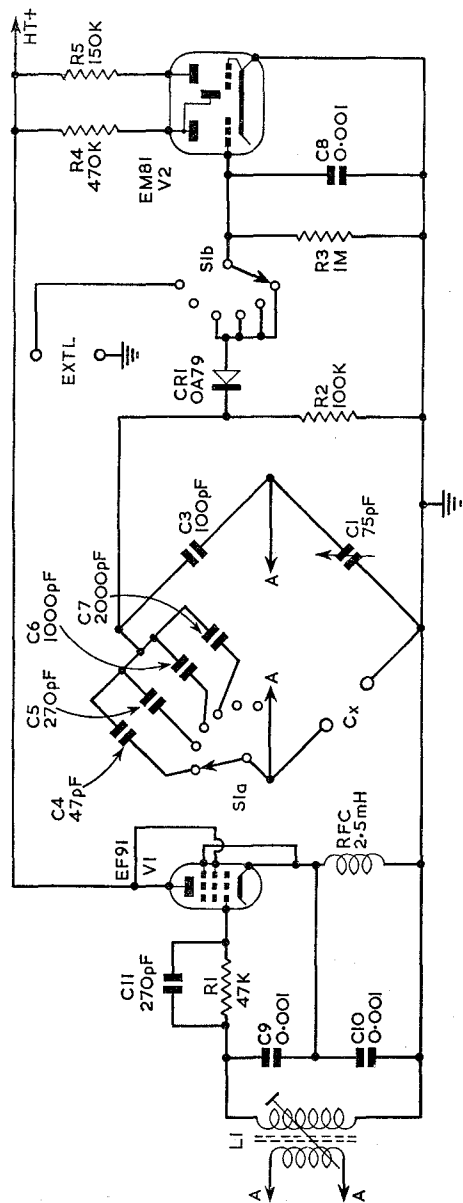 HT+
R5
150K
R4
470K
EM81
V2
C8
0·001
R3
1M
S1b
EXTL
CR1
OA79
R2
100K
C3
100pF
C1
75pF
C7
2000pF
C6
1000pF
C5
270pF
C4
47pF
A
A
Cx
S1a
EF91
V1
RFC
2·5mH
C11
270pF
R1
47K
C9
0·001
C10
0·001
L1
A
A